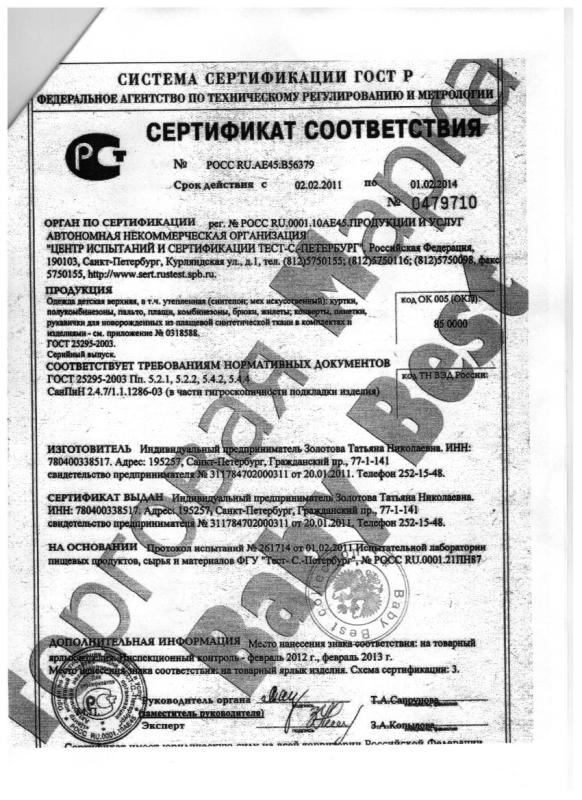 СИСТЕМА СЕРТИФИКАЦИИ ГОСТ Р
ФЕДЕРАЛЬНОЕ АГЕНТСТВО ПО ТЕХНИЧЕСКОМУ РЕГУЛИРОВАНИЮ И МЕТРОЛОГИИ
СЕРТИФИКАТ СООТВЕТСТВИЯ
№ РОСС RU.АЕ45.В56379
Срок действия с 02.02.2011 по 01.02.2014
№ 0479710
ОРГАН ПО СЕРТИФИКАЦИИ рег. № РОСС RU.0001.10АЕ45.ПРОДУКЦИИ И УСЛУГ
АВТОНОМНАЯ НЕКОММЕРЧЕСКАЯ ОРГАНИЗАЦИЯ
"ЦЕНТР ИСПЫТАНИЙ И СЕРТИФИКАЦИИ ТЕСТ-С.-ПЕТЕРБУРГ", Российская Федерация,
190103, Санкт-Петербург, Курляндская ул., д.1, тел. (812)5750155; (812)5750116; (812)5750098, факс
5750155, http://www.sert.rustest.spb.ru.
ПРОДУКЦИЯ
Одежда детская верхняя, в т.ч. утепленная (синтепон; мех искусственный): куртки,
полукомбинезоны, пальто, плащи, комбинезоны, брюки, жилеты; конверты, пинетки,
рукавички для новорожденных из плащевой синтетической ткани в комплектах и
изделиями - см. приложение № 0318588.
ГОСТ 25295-2003.
Серийный выпуск.
код ОК 005 (ОКП):
85 0000
СООТВЕТСТВУЕТ ТРЕБОВАНИЯМ НОРМАТИВНЫХ ДОКУМЕНТОВ
ГОСТ 25295-2003 Пп. 5.2.1, 5.2.2, 5.4.2, 5.4.4
СанПиН 2.4.7/1.1.1286-03 (в части гигроскопичности подкладки изделия)
код ТН ВЭД России:
ИЗГОТОВИТЕЛЬ Индивидуальный предприниматель Золотова Татьяна Николаевна. ИНН:
780400338517. Адрес: 195257, Санкт-Петербург, Гражданский пр., 77-1-141
свидетельство предпринимателя № 311784702000311 от 20.01.2011. Телефон 252-15-48.
СЕРТИФИКАТ ВЫДАН Индивидуальный предприниматель Золотова Татьяна Николаевна.
ИНН: 780400338517. Адрес: 195257, Санкт-Петербург, Гражданский пр., 77-1-141
свидетельство предпринимателя № 311784702000311 от 20.01.2011, Телефон 252-15-48.
НА ОСНОВАНИИ Протокол испытаний № 261714 от 01.02.2011 Испытательной лаборатории
пищевых продуктов, сырья и материалов ФГУ "Тест- С.-Петербург", № РОСС RU.0001.21ПН87
ДОПОЛНИТЕЛЬНАЯ ИНФОРМАЦИЯ Место нанесения знака соответствия: на товарный
ярлык изделия. Инспекционный контроль - февраль 2012 г., февраль 2013 г.
Место нанесения знака соответствия: на товарный ярлык изделия. Схема сертификации: 3.
Руководитель органа
подпись
Т.А.Сапрунова
(заместитель руководителя)
Эксперт
подпись
З.А.Копылова
Торговая Марка
Baby Best
Baby Best